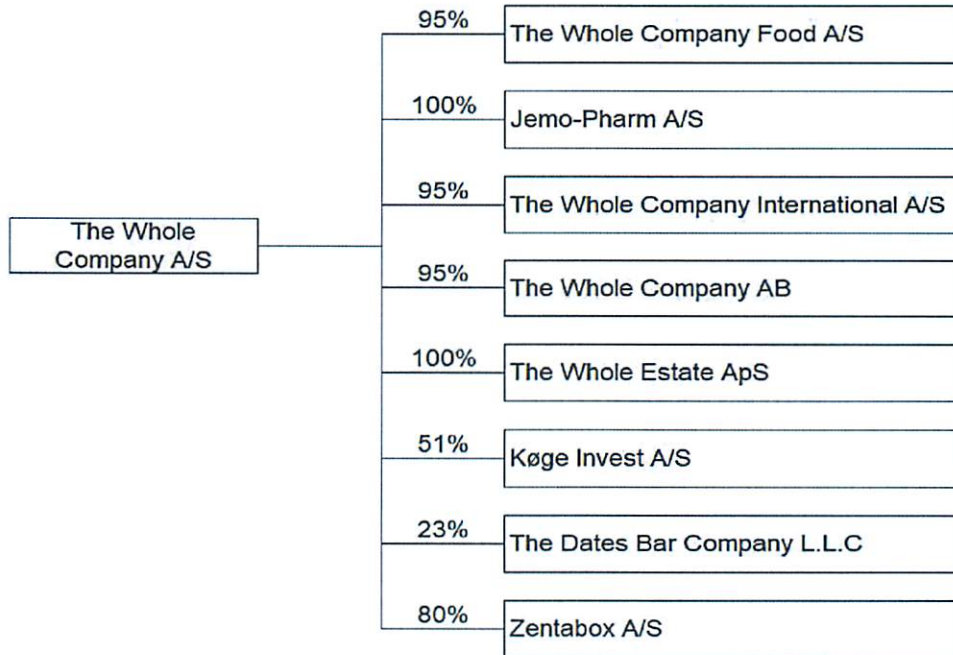 95%
The Whole Company Food A/S
100%
Jemo-Pharm A/S
95%
The Whole Company International A/S
The Whole
Company A/S
95%
The Whole Company AB
100%
The Whole Estate ApS
51%
Køge Invest A/S
23%
The Dates Bar Company L.L.C
80%
Zentabox A/S